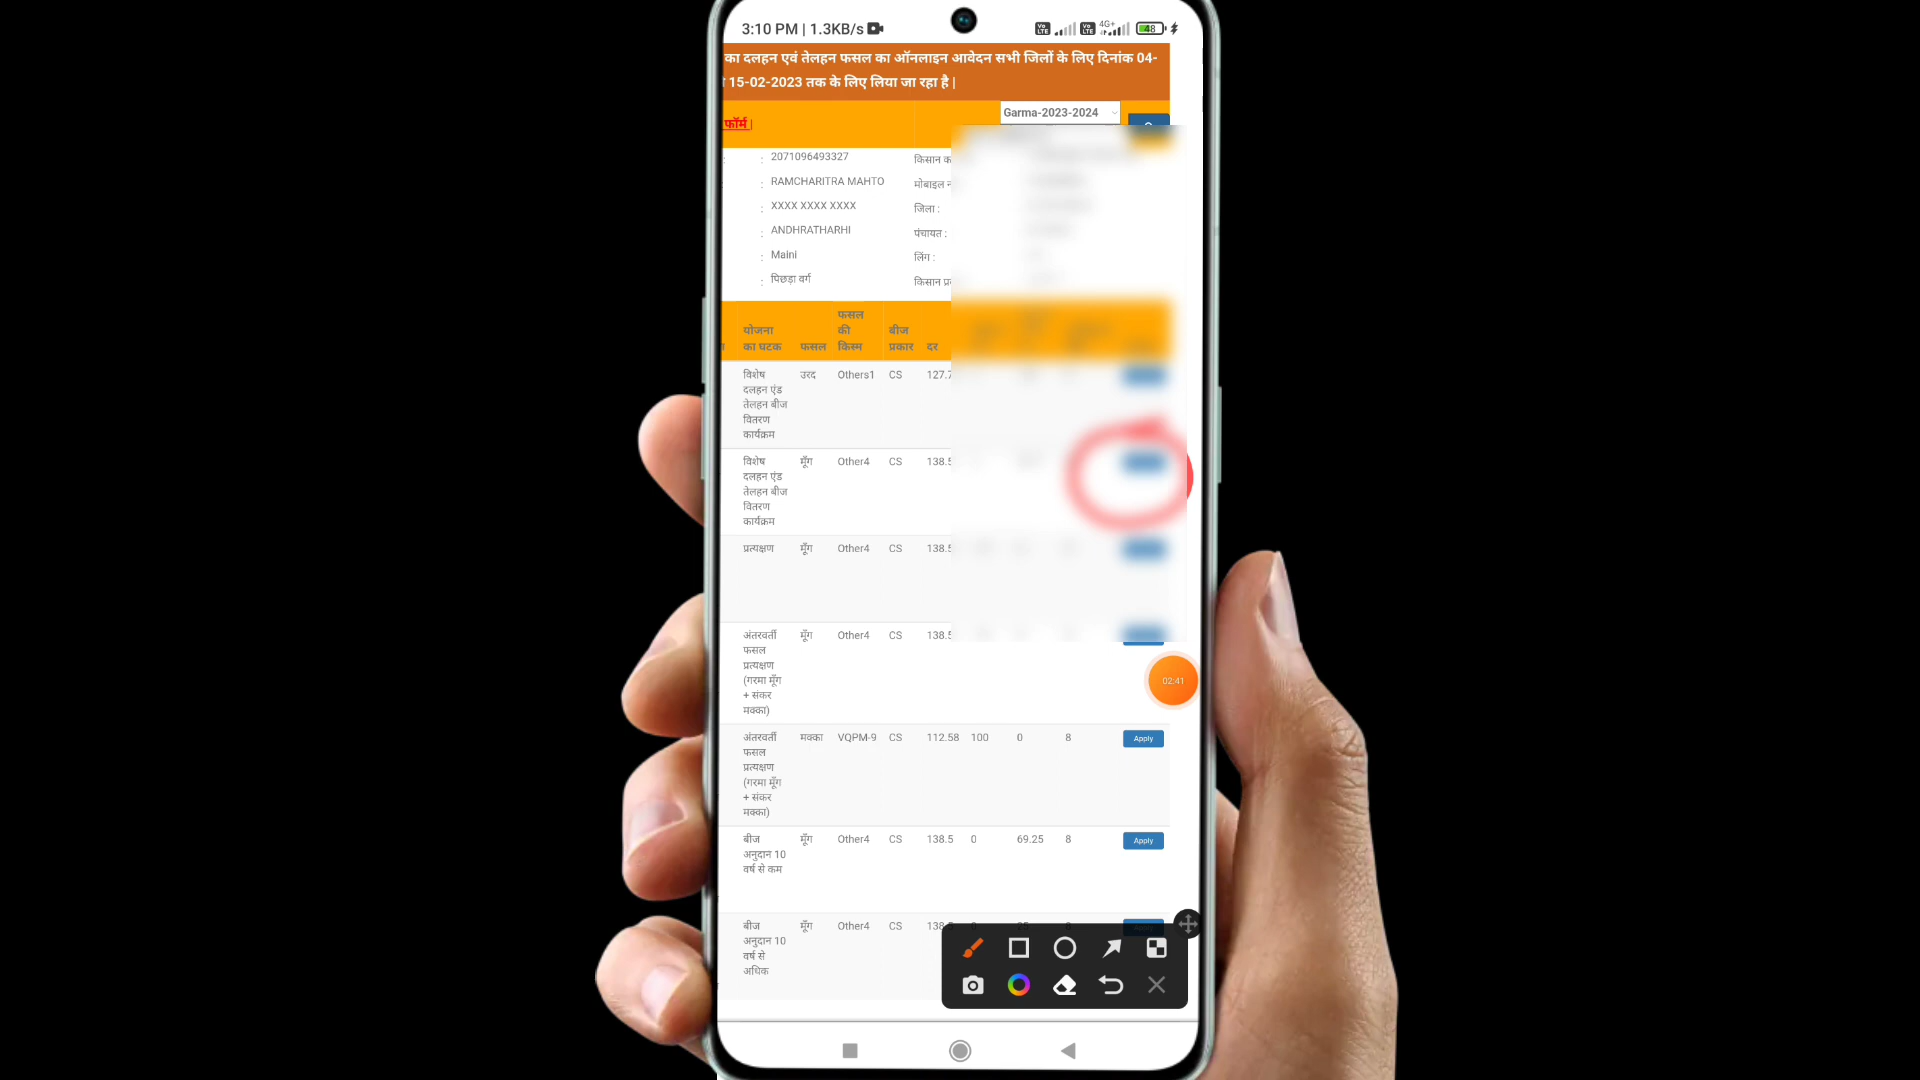 3:10 PM | 1.3KB/s
4G+
48
का दलहन एवं तेलहन फसल का ऑनलाइन आवेदन सभी जिलों के लिए दिनांक 04-
15-02-2023 तक के लिए लिया जा रहा है |
फॉर्म |
Garma-2023-2024
: 2071096493327
: RAMCHARITRA MAHTO
मोबाइल
: XXXX XXXX XXXX
जिला :
: ANDHRATHARHI
पंचायत :
: Maini
लिंग :
: पिछड़ा वर्ग
किसान
योजना का घटक फसल फसल की किस्म बीज प्रकार दर
विशेष दलहन एंड तेलहन बीज वितरण कार्यक्रम उरद Others1 CS 127.7
विशेष दलहन एंड तेलहन बीज वितरण कार्यक्रम मूँग Other4 CS 138.5
प्रत्यक्षण मूँग Other4 CS 138.5
अंतरवर्ती फसल प्रत्यक्षण (गरमा मूँग + संकर मक्का) मूँग Other4 CS 138.5
02:41
अंतरवर्ती फसल प्रत्यक्षण (गरमा मूँग + संकर मक्का) मक्का VQPM-9 CS 112.58 100 0 8 Apply
बीज अनुदान 10 वर्ष से कम मूँग Other4 CS 138.5 0 69.25 8 Apply
बीज अनुदान 10 वर्ष से अधिक मूँग Other4 CS